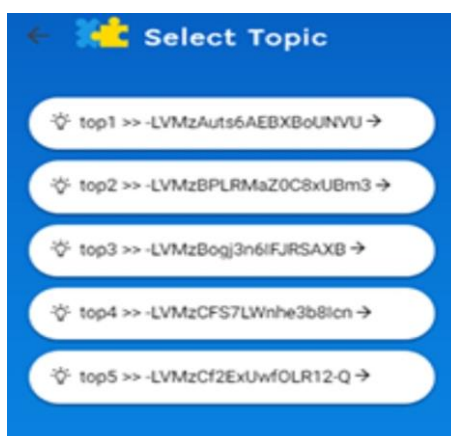 Select Topic
top1 >> -LVMzAuts6AEBXBoUNVU →
top2 >> -LVMzBPLRMaZ0C8xUBm3 →
top3 >> -LVMzBogj3n6IFJRSAXB →
top4 >> -LVMzCFS7LWnhe3b8Icn →
top5 >> -LVMzCf2ExUwfOLR12-Q →